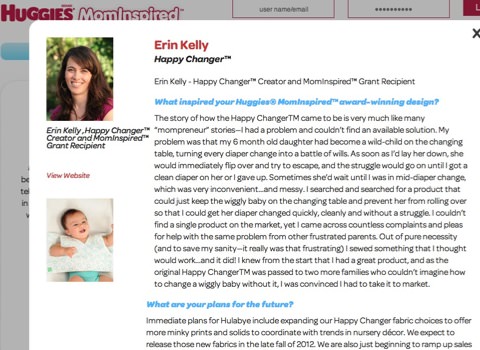 HUGGIES MomInspired™
user name/email
••••••••••
L
Erin Kelly
Happy Changer™
Erin Kelly - Happy Changer™ Creator and MomInspired™ Grant Recipient
Erin Kelly ,Happy Changer™
Creator and MomInspired™
Grant Recipient
View Website
What inspired your Huggies® MomInspired™ award-winning design?
The story of how the Happy ChangerTM came to be is very much like many
"mompreneur" stories—I had a problem and couldn't find an available solution. My
problem was that my 6 month old daughter had become a wild-child on the changing
table, turning every diaper change into a battle of wills. As soon as I'd lay her down, she
would immediately flip over and try to escape, and the struggle would go on until I got a
clean diaper on her or I gave up. Sometimes she'd wait until I was in mid-diaper change,
which was very inconvenient...and messy. I searched and searched for a product that
could just keep the wiggly baby on the changing table and prevent her from rolling over
so that I could get her diaper changed quickly, cleanly and without a struggle. I couldn't
find a single product on the market, yet I came across countless complaints and pleas
for help with the same problem from other frustrated parents. Out of pure necessity
(and to save my sanity—it really was that frustrating) I sewed something that I thought
would work...and it did! I knew from the start that I had a great product, and as the
original Happy ChangerTM was passed to two more families who couldn't imagine how
to change a wiggly baby without it, I was convinced I had to take it to market.
What are your plans for the future?
Immediate plans for Hulabye include expanding our Happy Changer fabric choices to offer
more minky prints and solids to coordinate with trends in nursery décor. We expect to
release those new fabrics in the late fall of 2012. We are also just beginning to ramp up sales